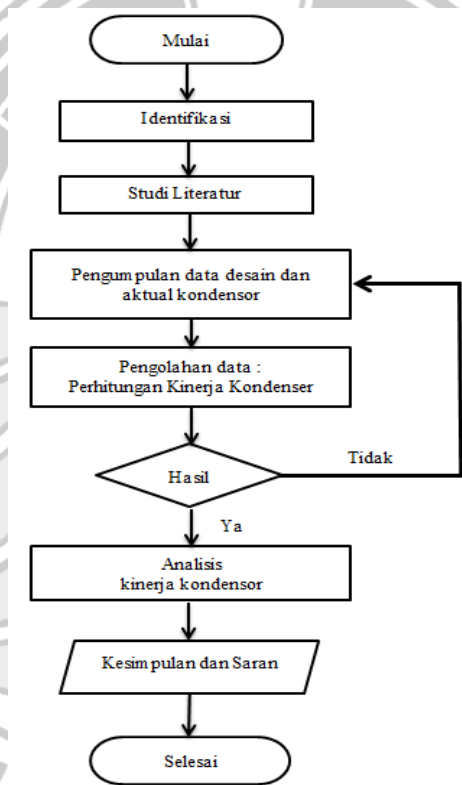 Mulai
Identifikasi
Studi Literatur
Pengumpulan data desain dan
aktual kondensor
Pengolahan data :
Perhitungan Kinerja Kondenser
Hasil
Tidak
Ya
Analisis
kinerja kondensor
Kesimpulan dan Saran
Selesai